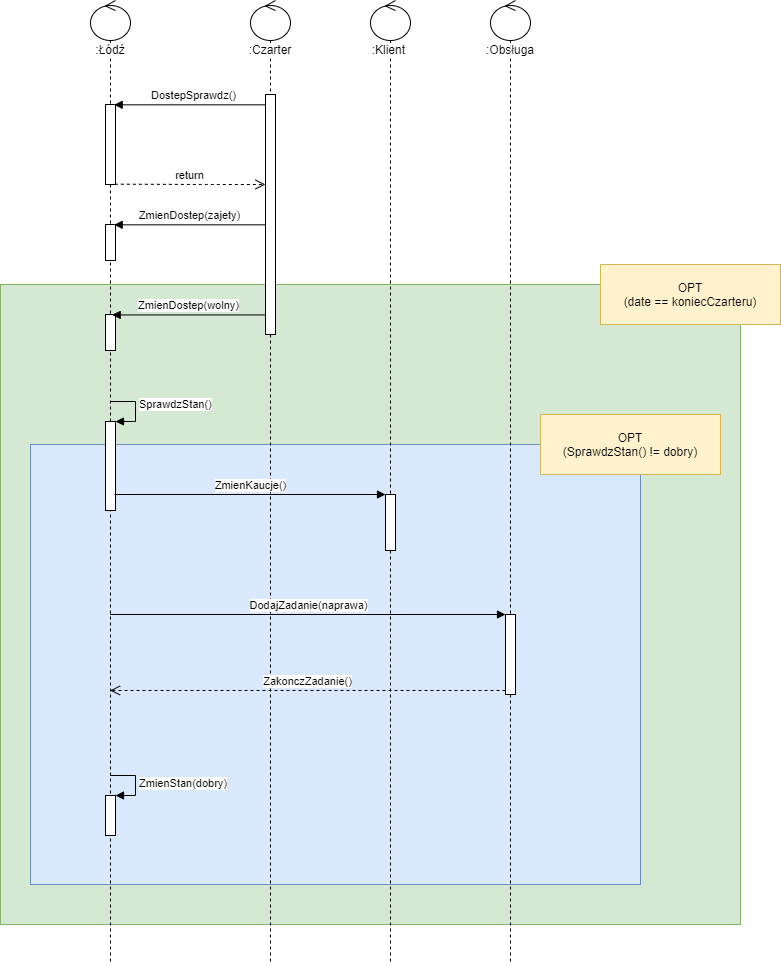 :Łódź
:Czarter
:Klient
:Obsługa
DostepSprawdz()
return
ZmienDostep(zajety)
OPT
(date == koniecCzarteru)
ZmienDostep(wolny)
SprawdzStan()
OPT
(SprawdzStan() != dobry)
ZmienKaucje()
DodajZadanie(naprawa)
ZakonczZadanie()
ZmienStan(dobry)